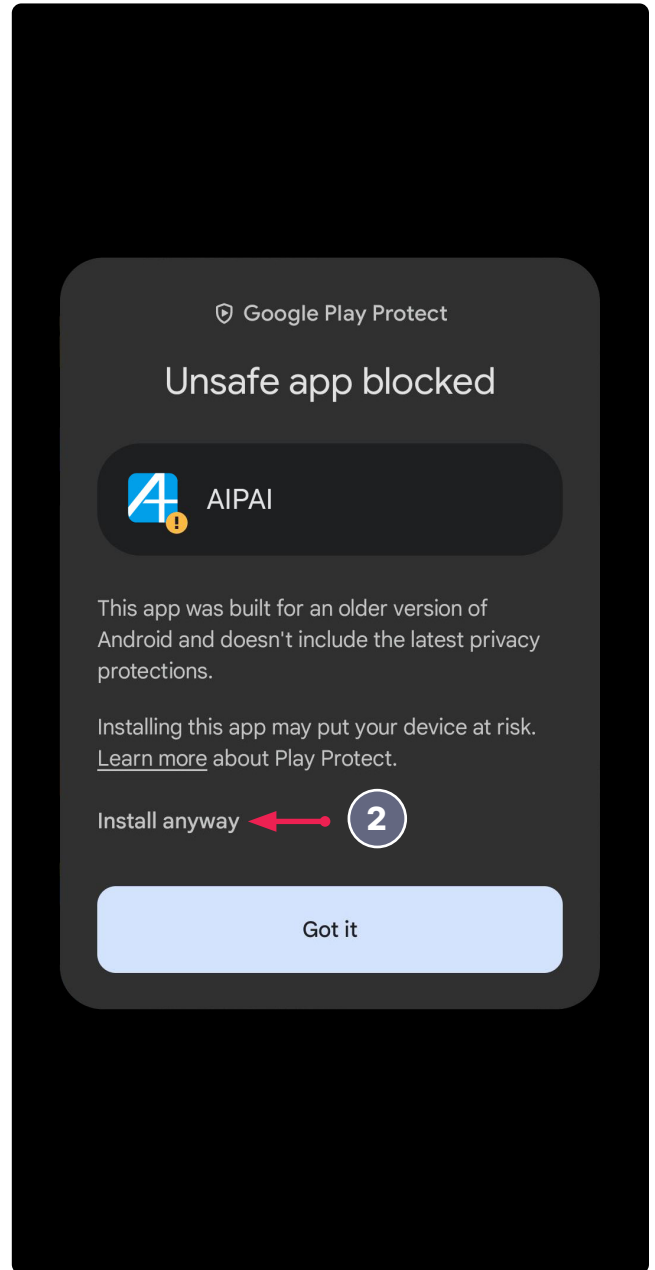 Google Play Protect
Unsafe app blocked
AIPAI
This app was built for an older version of
Android and doesn't include the latest privacy
protections.
Installing this app may put your device at risk.
Learn more about Play Protect.
Install anyway
2
Got it